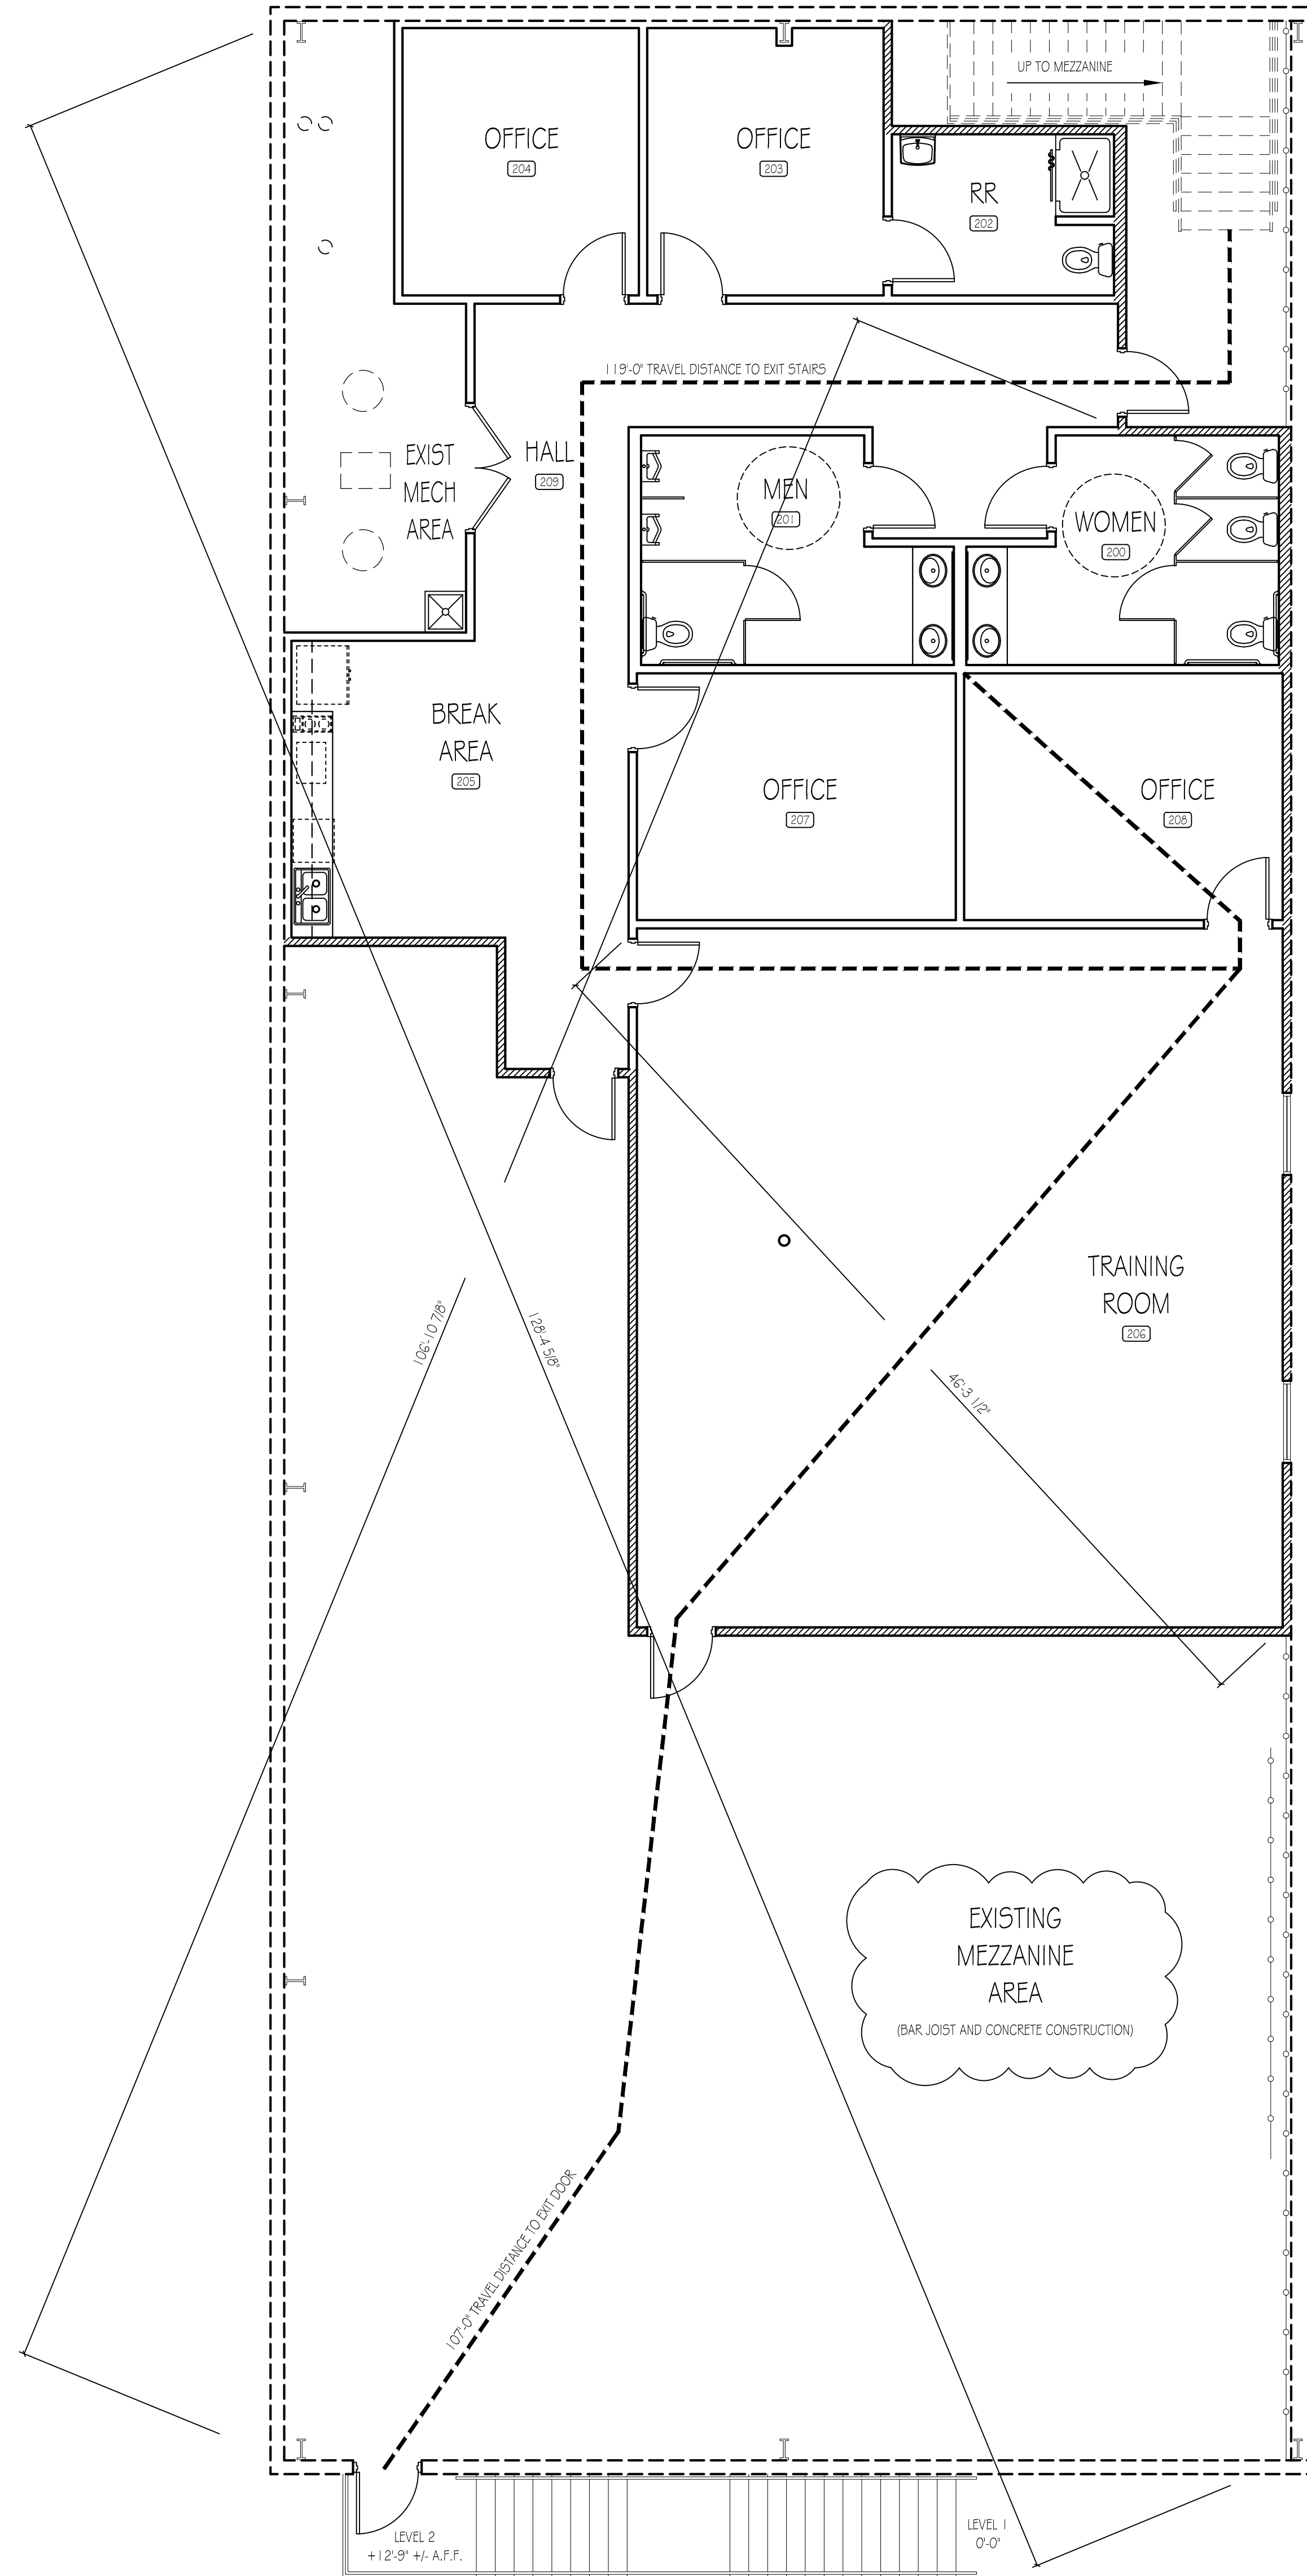 UP TO MEZZANINE
OFFICE
204
OFFICE
203
RR
202
119'-0" TRAVEL DISTANCE TO EXIT STAIRS
EXIST
MECH
AREA
HALL
209
MEN
201
WOMEN
200
BREAK
AREA
205
OFFICE
207
OFFICE
208
TRAINING
ROOM
206
106'-10 7/8"
128'-4 5/8"
46'-3 1/2"
EXISTING
MEZZANINE
AREA
(BAR JOIST AND CONCRETE CONSTRUCTION)
107'-0" TRAVEL DISTANCE TO EXIT DOOR
LEVEL 2
+12'-9" +/- A.F.F.
LEVEL 1
0'-0"